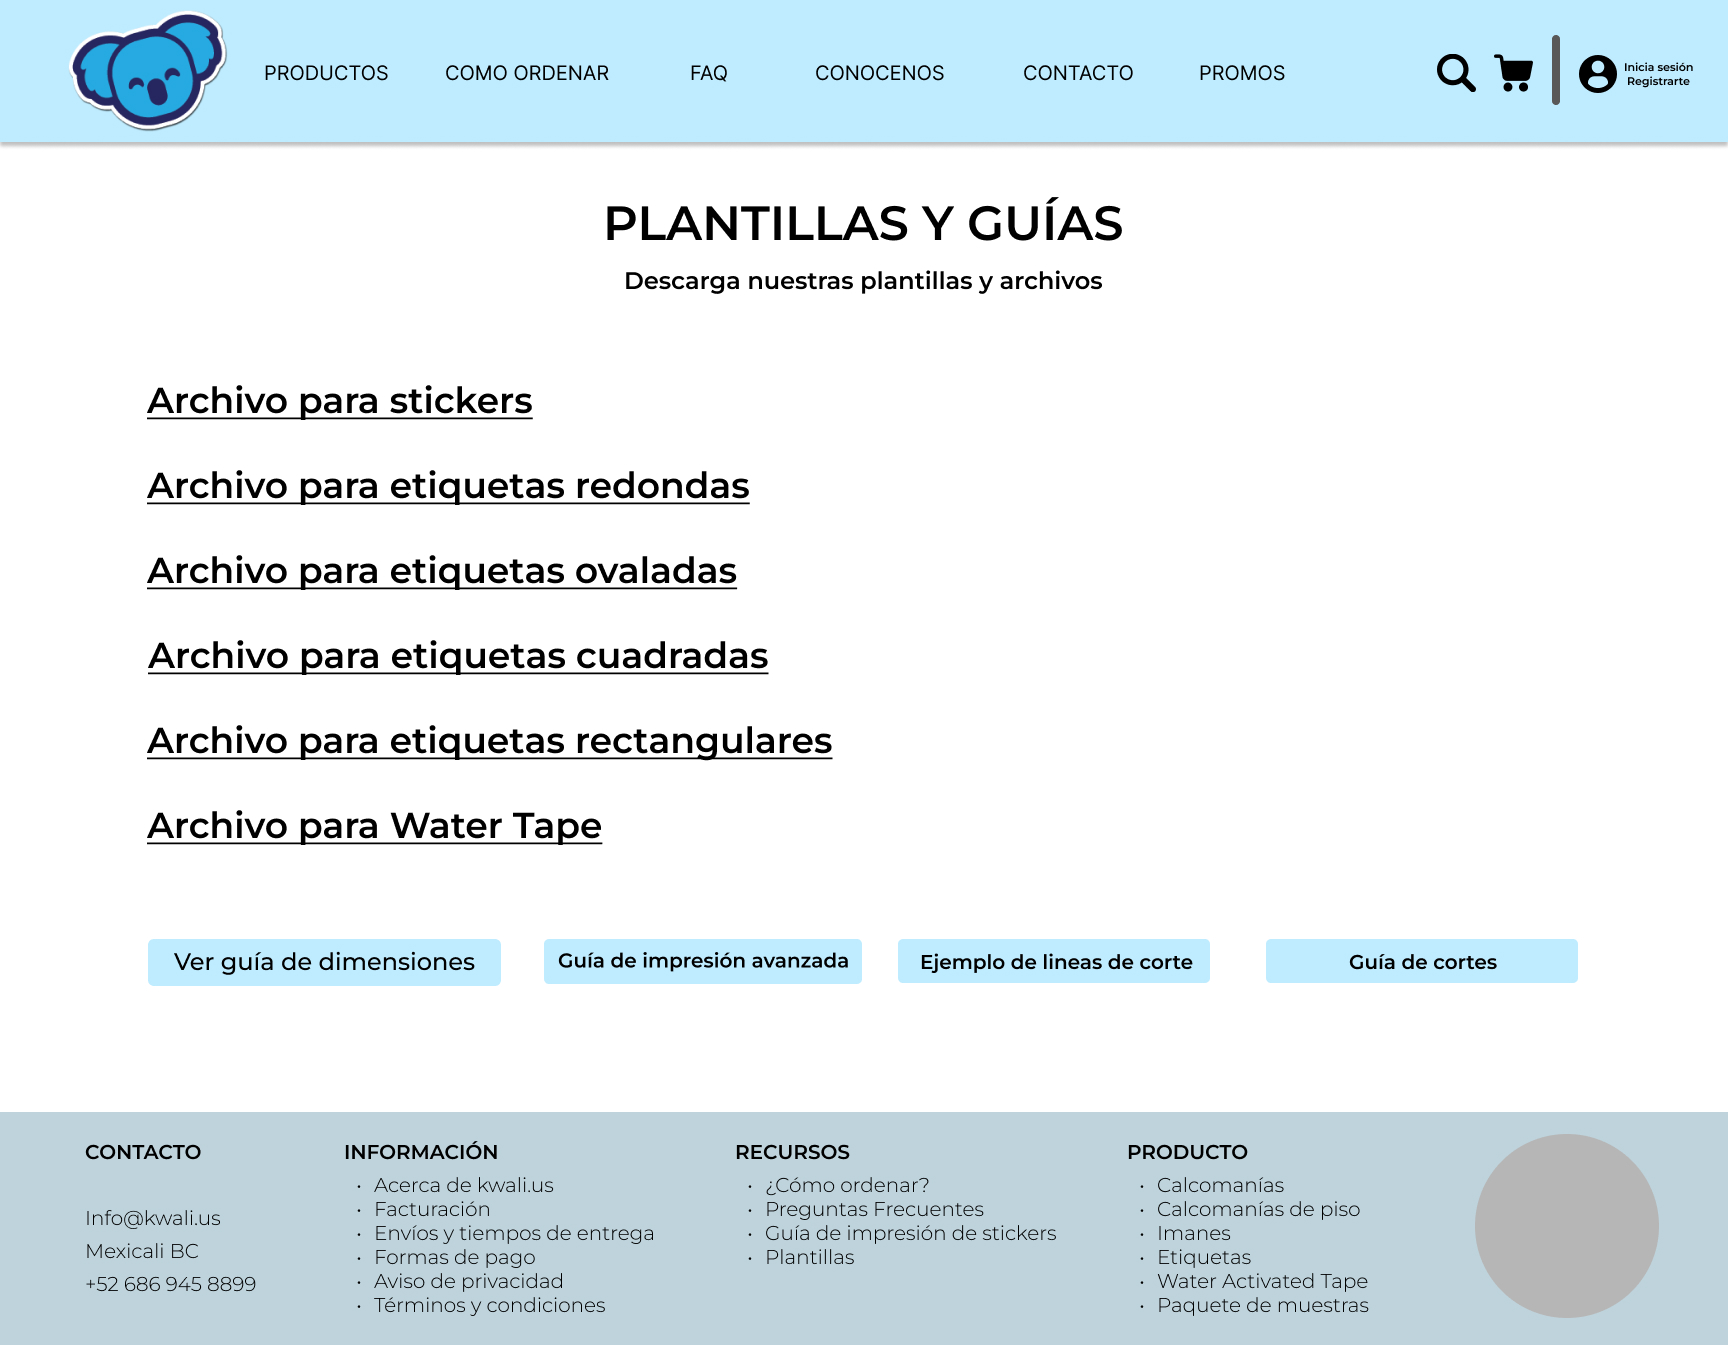 PRODUCTOS
COMO ORDENAR
FAQ
CONOCENOS
CONTACTO
PROMOS
Inicia sesión
Registrarte
PLANTILLAS Y GUÍAS
Descarga nuestras plantillas y archivos
Archivo para stickers
Archivo para etiquetas redondas
Archivo para etiquetas ovaladas
Archivo para etiquetas cuadradas
Archivo para etiquetas rectangulares
Archivo para Water Tape
Ver guía de dimensiones
Guía de impresión avanzada
Ejemplo de lineas de corte
Guía de cortes
CONTACTO
Info@kwali.us
Mexicali BC
+52 686 945 8899
INFORMACIÓN
• Acerca de kwali.us
• Facturación
• Envíos y tiempos de entrega
• Formas de pago
• Aviso de privacidad
• Términos y condiciones
RECURSOS
• ¿Cómo ordenar?
• Preguntas Frecuentes
• Guía de impresión de stickers
• Plantillas
PRODUCTO
• Calcomanías
• Calcomanías de piso
• Imanes
• Etiquetas
• Water Activated Tape
• Paquete de muestras